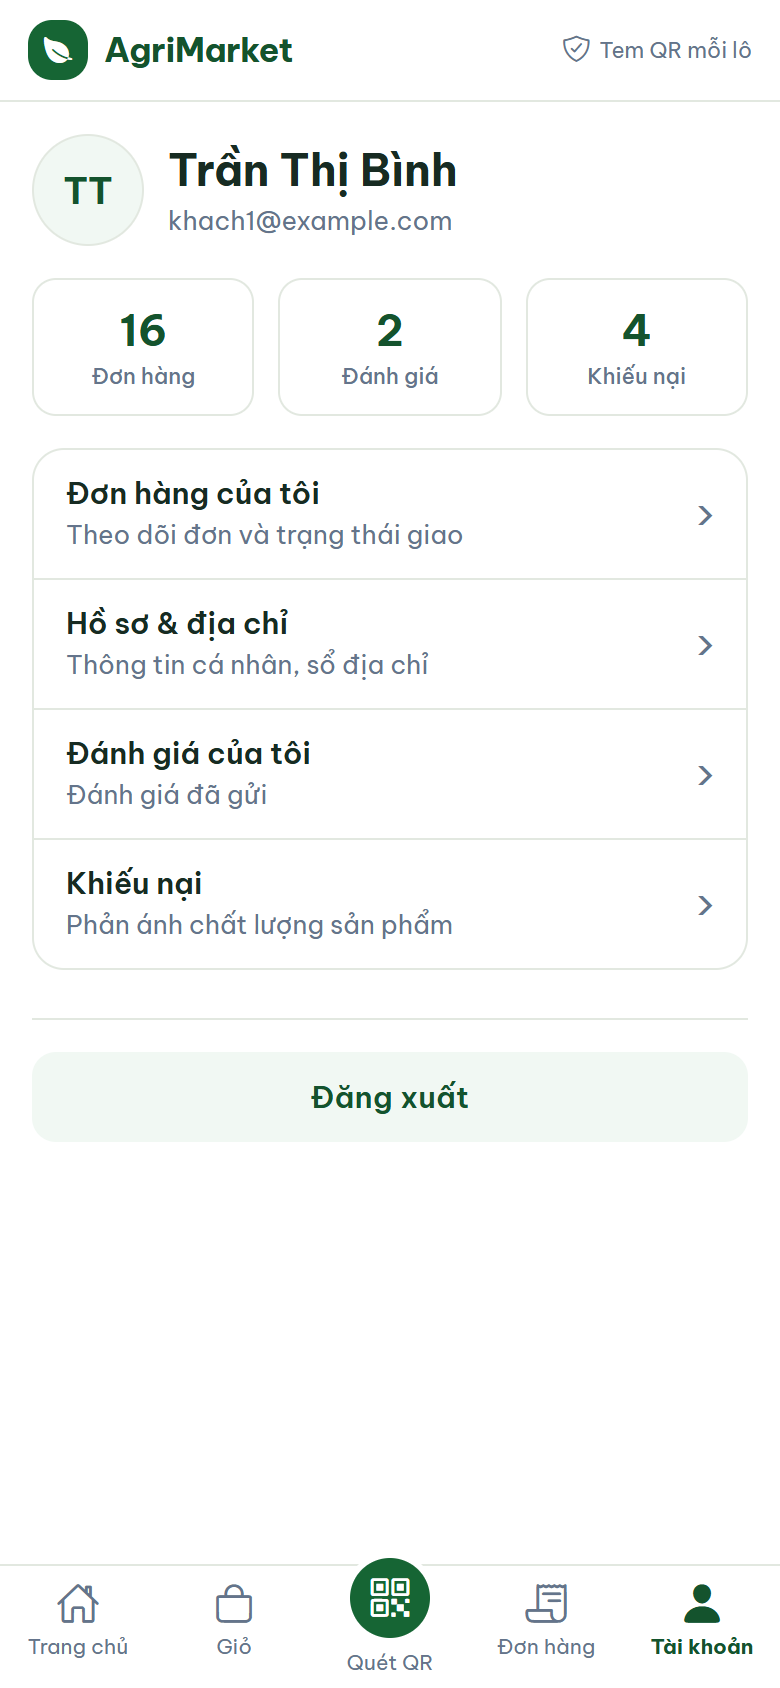 AgriMarket
Tem QR mỗi lô
TT
Trần Thị Bình
khach1@example.com
16
Đơn hàng
2
Đánh giá
4
Khiếu nại
Đơn hàng của tôi
Theo dõi đơn và trạng thái giao
Hồ sơ & địa chỉ
Thông tin cá nhân, sổ địa chỉ
Đánh giá của tôi
Đánh giá đã gửi
Khiếu nại
Phản ánh chất lượng sản phẩm
Đăng xuất
Trang chủ
Giỏ
Quét QR
Đơn hàng
Tài khoản